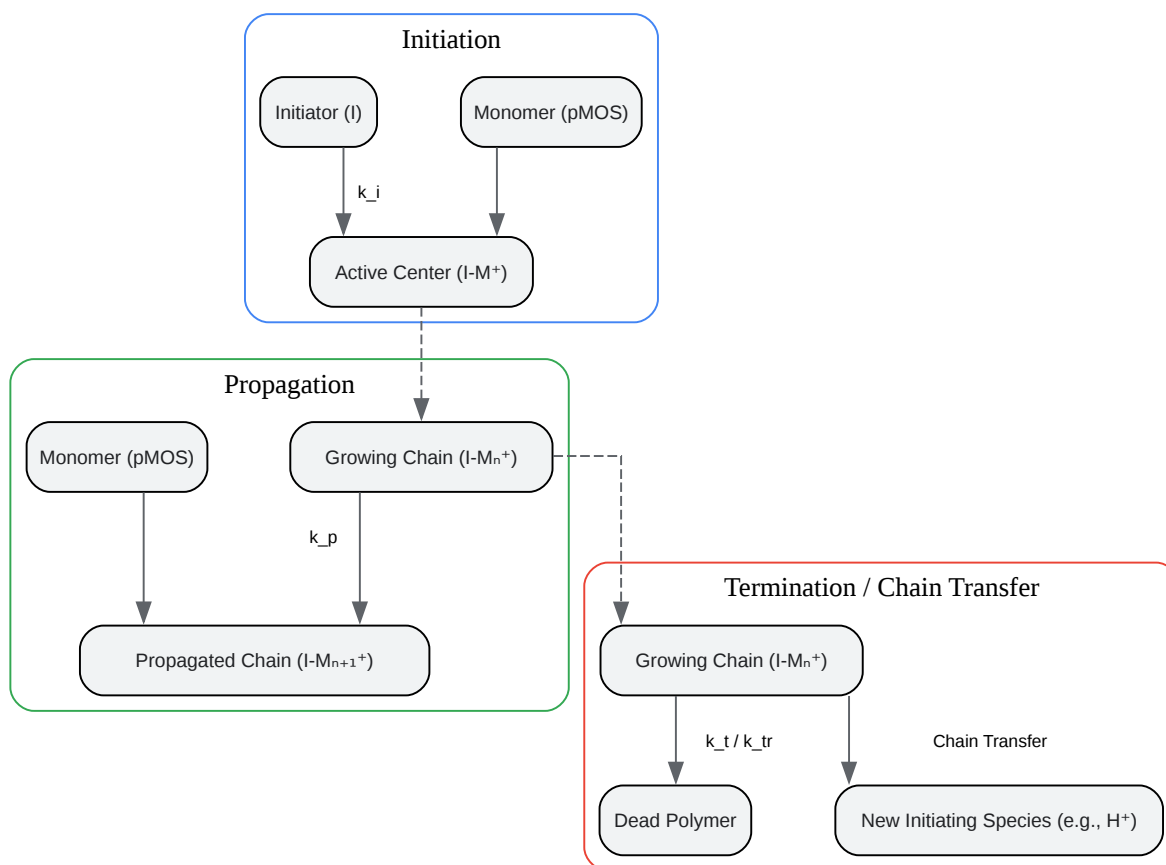 Initiation
Initiator (I)
Monomer (pMOS)
k_i
Active Center (I-M⁺)
Propagation
Monomer (pMOS)
Growing Chain (I-Mₙ⁺)
k_p
Propagated Chain (I-Mₙ₊₁⁺)
Termination / Chain Transfer
Growing Chain (I-Mₙ⁺)
k_t / k_tr
Chain Transfer
Dead Polymer
New Initiating Species (e.g., H⁺)